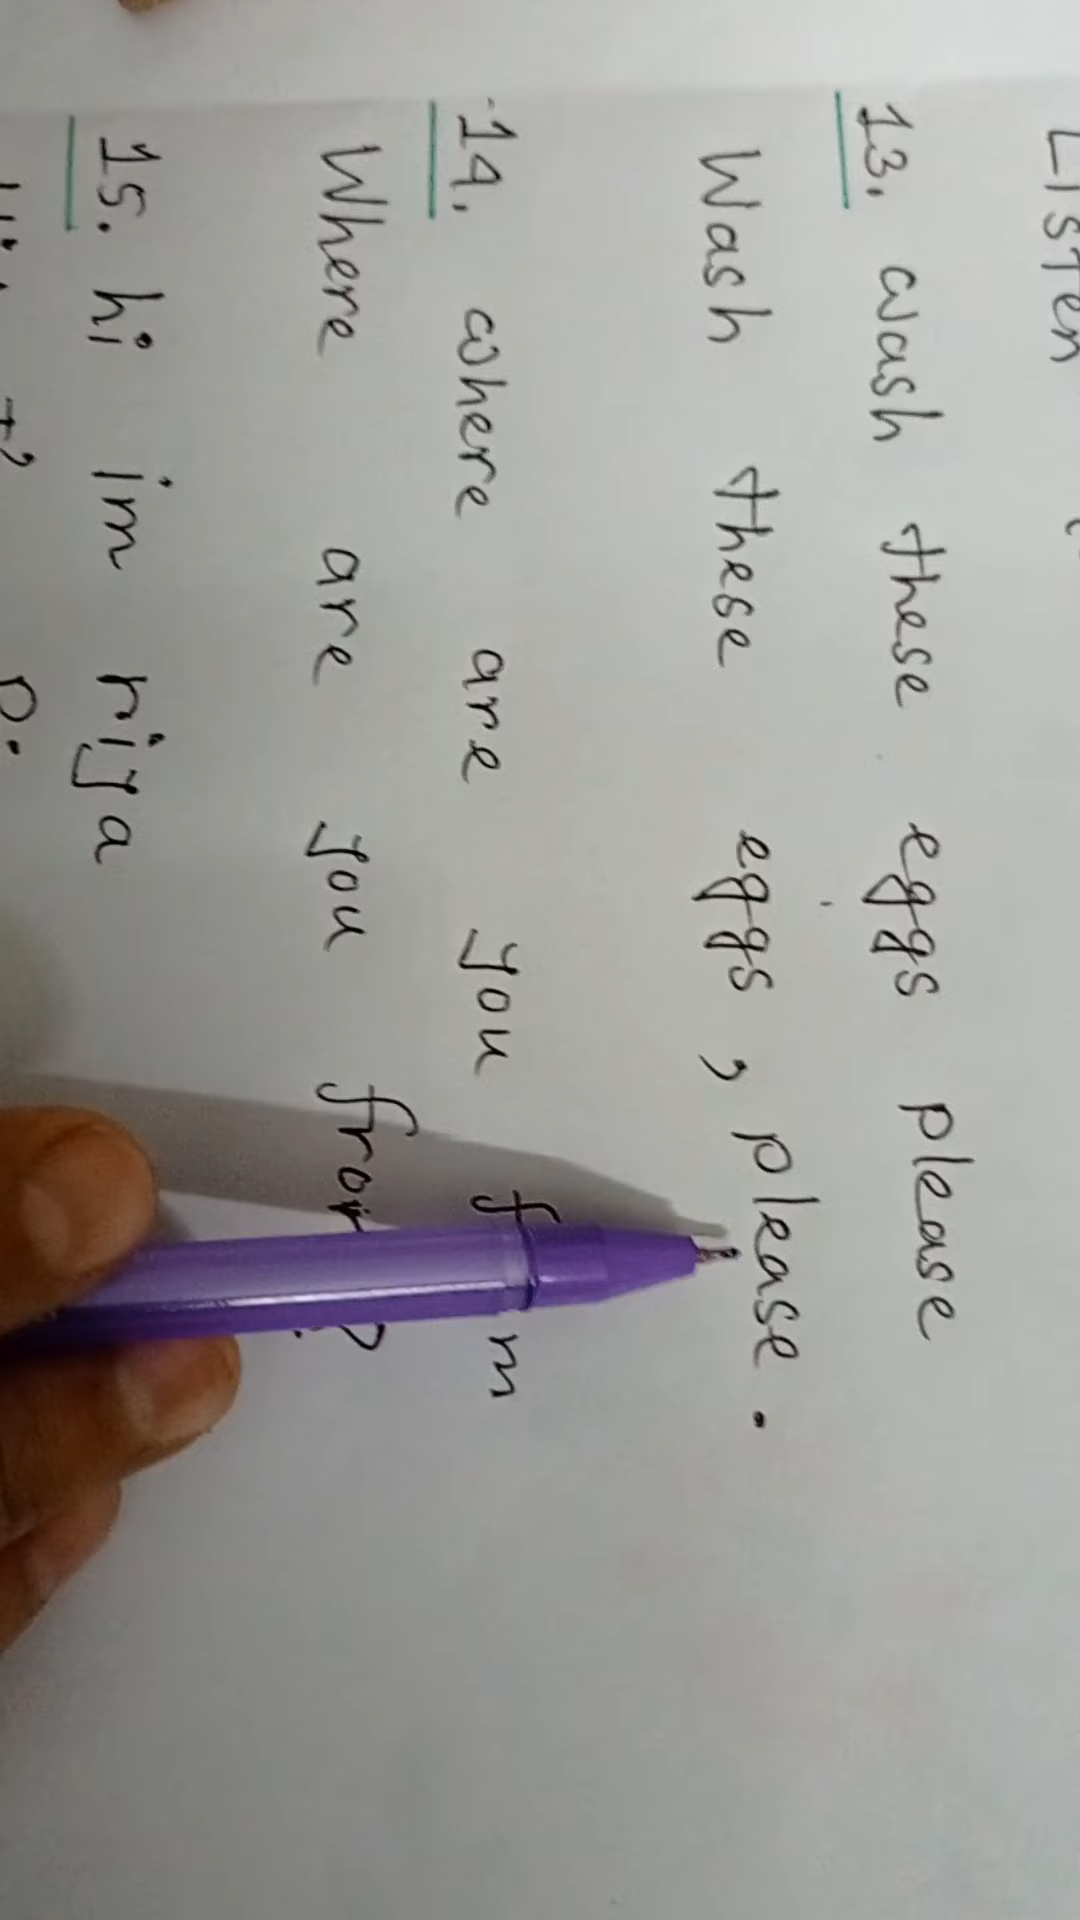 Listen
13. wash these eggs please
Wash these eggs, please.
14. where are you
Where are you from?
15. hi im rija